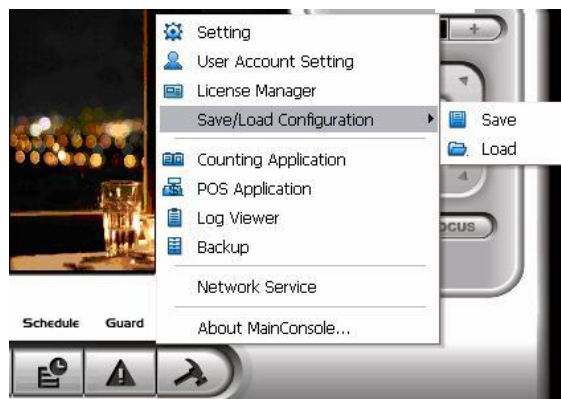 Setting
User Account Setting
License Manager
Save/Load Configuration
Save
Load
Counting Application
POS Application
Log Viewer
Backup
Network Service
About MainConsole...
Schedule
Guard